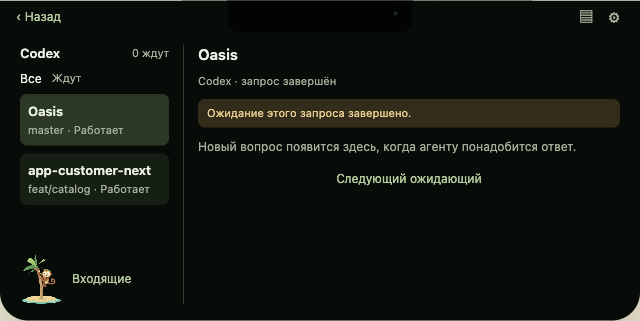 ‹ Назад
Codex
0 ждут
Все
Ждут
Oasis
master · Работает
app-customer-next
feat/catalog · Работает
Входящие
Oasis
Codex · запрос завершён
Ожидание этого запроса завершено.
Новый вопрос появится здесь, когда агенту понадобится ответ.
Следующий ожидающий